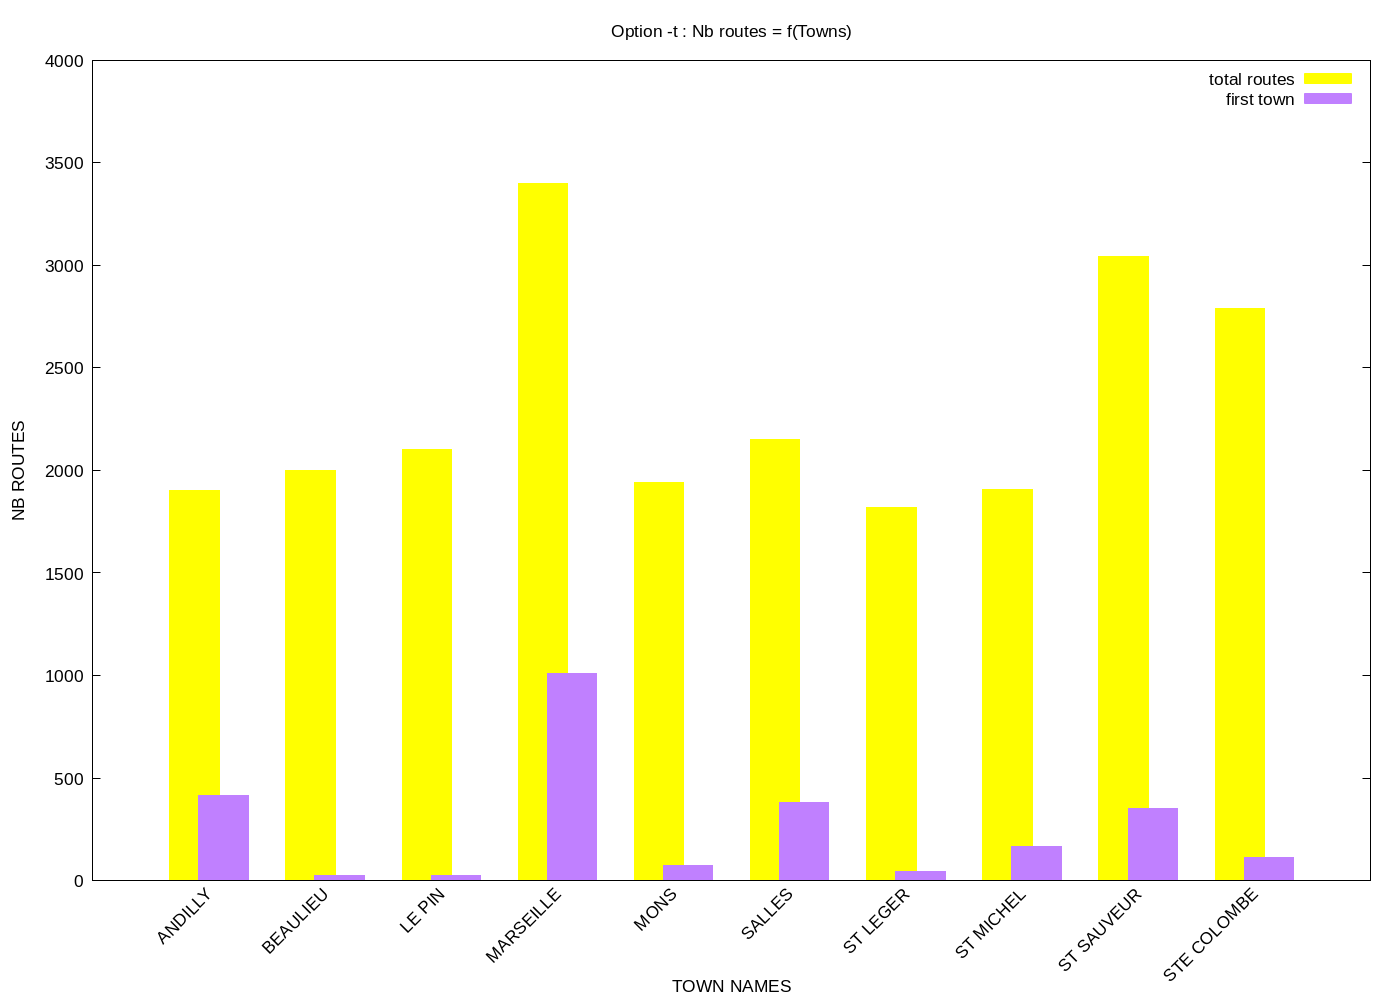 Option -t : Nb routes = f(Towns)
total routes
first town
4000
3500
3000
2500
2000
1500
1000
500
0
NB ROUTES
ANDILLY
BEAULIEU
LE PIN
MARSEILLE
MONS
SALLES
ST LEGER
ST MICHEL
ST SAUVEUR
STE COLOMBE
TOWN NAMES